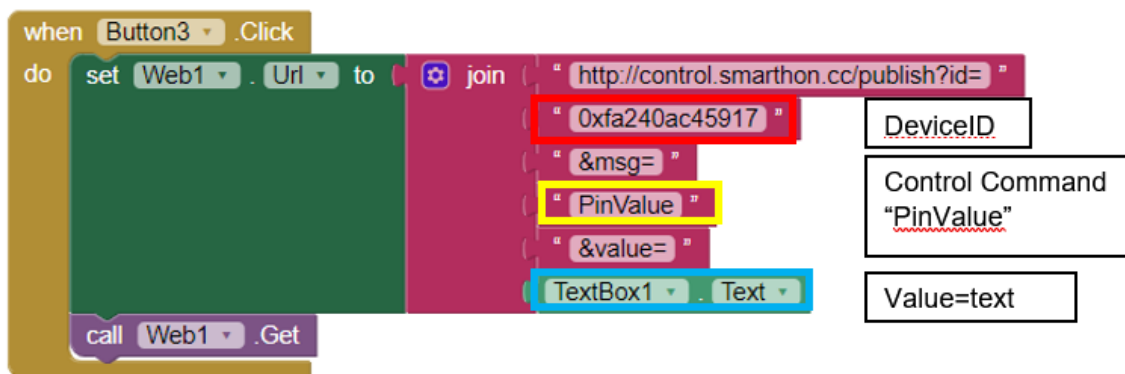 when Button3 .Click
do set Web1 . Url to join “ http://control.smarthon.cc/publish?id= ”
“ 0xfa240ac45917 ” DeviceID
“ &msg= ”
Control Command
“ PinValue ” “PinValue”
“ &value= ”
TextBox1 . Text Value=text
call Web1 .Get